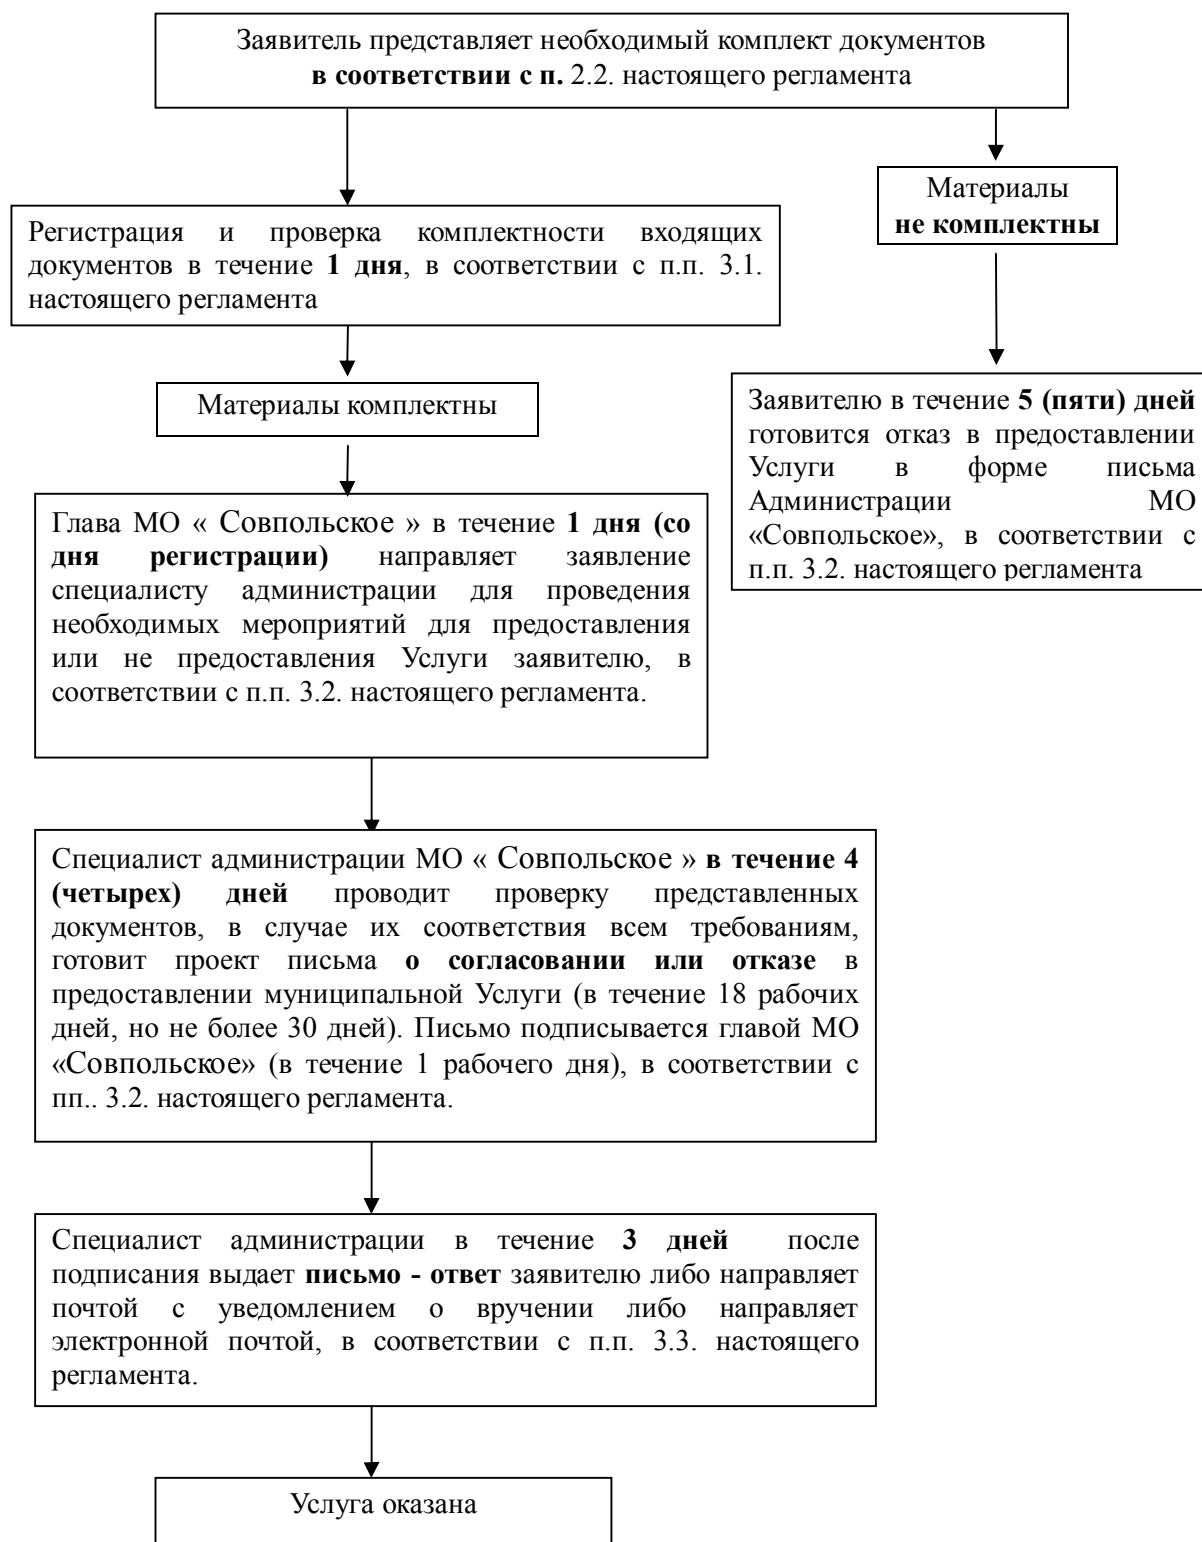 Заявитель представляет необходимый комплект документов
в соответствии с п. 2.2. настоящего регламента
Материалы
не комплектны
Регистрация и проверка комплектности входящих
документов в течение 1 дня, в соответствии с п.п. 3.1.
настоящего регламента
Материалы комплектны
Заявителю в течение 5 (пяти) дней
готовится отказ в предоставлении
Услуги в форме письма
Администрации МО
«Совпольское», в соответствии с
п.п. 3.2. настоящего регламента
Глава МО « Совпольское » в течение 1 дня (со
дня регистрации) направляет заявление
специалисту администрации для проведения
необходимых мероприятий для предоставления
или не предоставления Услуги заявителю, в
соответствии с п.п. 3.2. настоящего регламента.
Специалист администрации МО « Совпольское » в течение 4
(четырех) дней проводит проверку представленных
документов, в случае их соответствия всем требованиям,
готовит проект письма о согласовании или отказе в
предоставлении муниципальной Услуги (в течение 18 рабочих
дней, но не более 30 дней). Письмо подписывается главой МО
«Совпольское» (в течение 1 рабочего дня), в соответствии с
пп.. 3.2. настоящего регламента.
Специалист администрации в течение 3 дней после
подписания выдает письмо - ответ заявителю либо направляет
почтой с уведомлением о вручении либо направляет
электронной почтой, в соответствии с п.п. 3.3. настоящего
регламента.
Услуга оказана